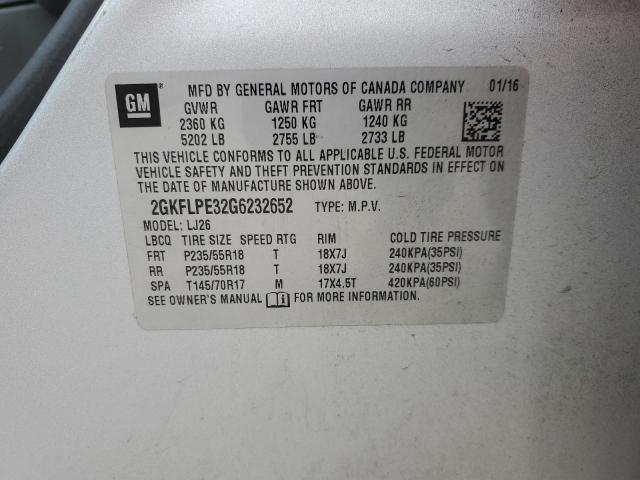 GM
MFD BY GENERAL MOTORS OF CANADA COMPANY 01/16
GVWR GAWR FRT GAWR RR
2360 KG 1250 KG 1240 KG
5202 LB 2755 LB 2733 LB
THIS VEHICLE CONFORMS TO ALL APPLICABLE U.S. FEDERAL MOTOR
VEHICLE SAFETY AND THEFT PREVENTION STANDARDS IN EFFECT ON
THE DATE OF MANUFACTURE SHOWN ABOVE.
2GKFLPE32G6232652 TYPE: M.P.V.
MODEL: LJ26
LBCQ TIRE SIZE SPEED RTG RIM COLD TIRE PRESSURE
FRT P235/55R18 T 18X7J 240KPA(35PSI)
RR P235/55R18 T 18X7J 240KPA(35PSI)
SPA T145/70R17 M 17X4.5T 420KPA(60PSI)
SEE OWNER'S MANUAL FOR MORE INFORMATION.